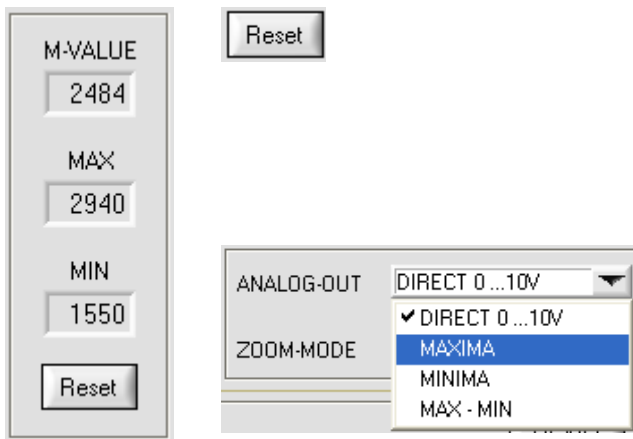 M-VALUE
2484
MAX
2940
MIN
1550
Reset
Reset
ANALOG-OUT
DIRECT 0 ...10V
✔ DIRECT 0 ...10V
MAXIMA
MINIMA
MAX - MIN
ZOOM-MODE